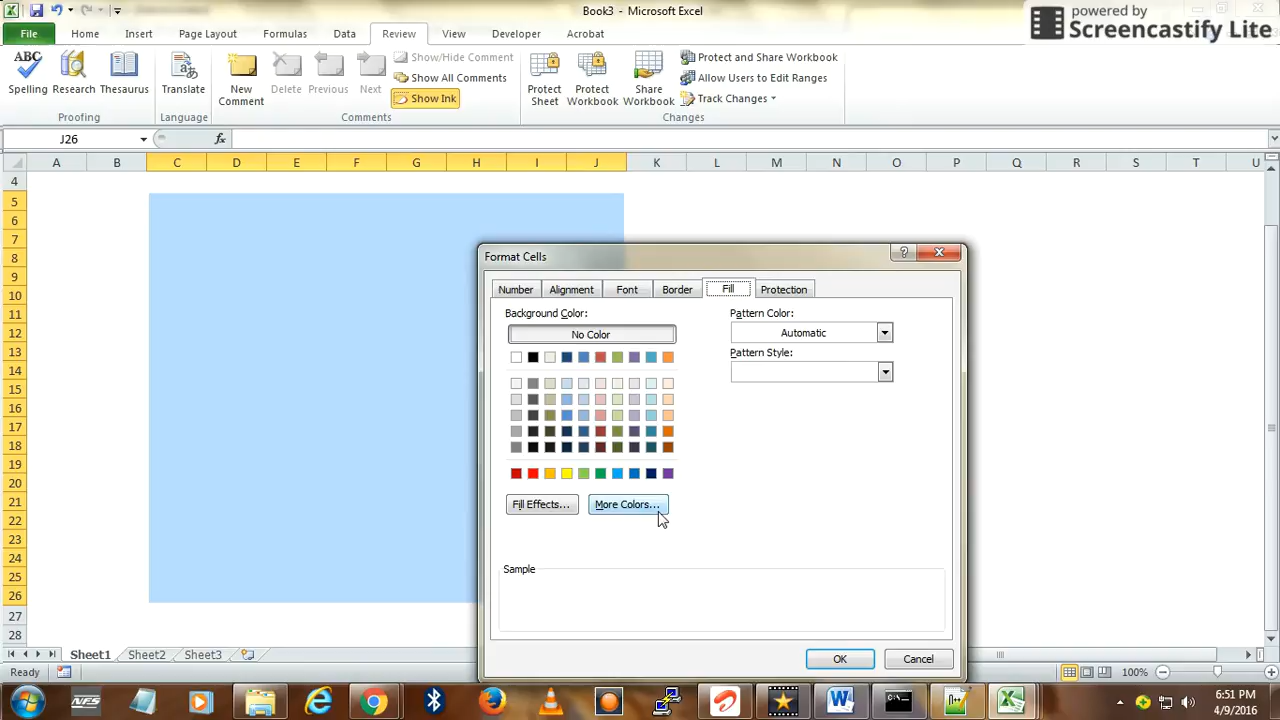 Book3 - Microsoft Excel
powered by
Screencastify Lite
File Home Insert Page Layout Formulas Data Review View Developer Acrobat
ABC
Spelling Research Thesaurus
Proofing
Translate
Language
New Comment
Delete Previous Next
Show/Hide Comment
Show All Comments
Show Ink
Comments
Protect Sheet
Protect Workbook
Share Workbook
Protect and Share Workbook
Allow Users to Edit Ranges
Track Changes
Changes
J26 fx
A B C D E F G H I J K L M N O P Q R S T U
4
5
6
7
8
9
10
11
12
13
14
15
16
17
18
19
20
21
22
23
24
25
26
27
28
Format Cells
Number Alignment Font Border Fill Protection
Background Color:
No Color
Pattern Color:
Automatic
Pattern Style:
Fill Effects... More Colors...
Sample
OK Cancel
Sheet1 Sheet2 Sheet3
Ready 100%
NFS
6:51 PM
4/9/2016